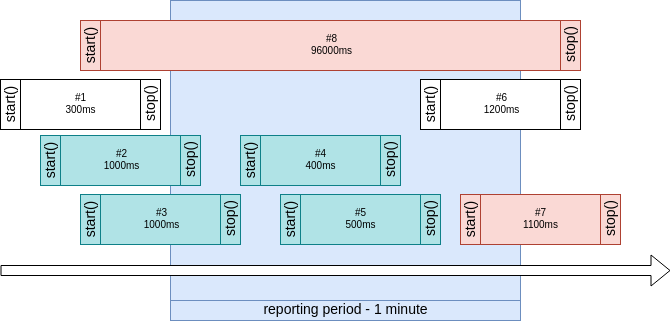 start()
#8
96000ms
stop()
start()
#1
300ms
stop()
start()
#6
1200ms
stop()
start()
#2
1000ms
stop()
start()
#4
400ms
stop()
start()
#3
1000ms
stop()
start()
#5
500ms
stop()
start()
#7
1100ms
stop()
reporting period - 1 minute